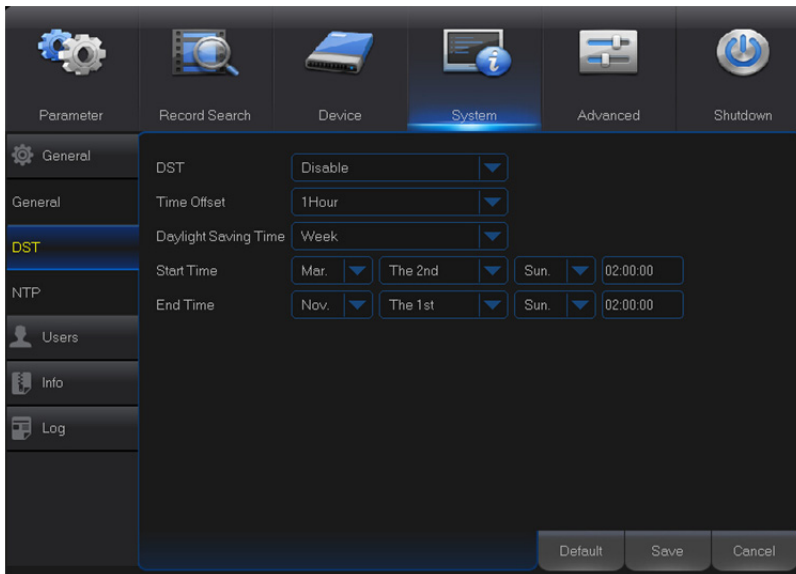 Parameter Record Search Device System Advanced Shutdown
General
General
DST
NTP
Users
Info
Log
DST Disable
Time Offset 1Hour
Daylight Saving Time Week
Start Time Mar. The 2nd Sun. 02:00:00
End Time Nov. The 1st Sun. 02:00:00
Default Save Cancel